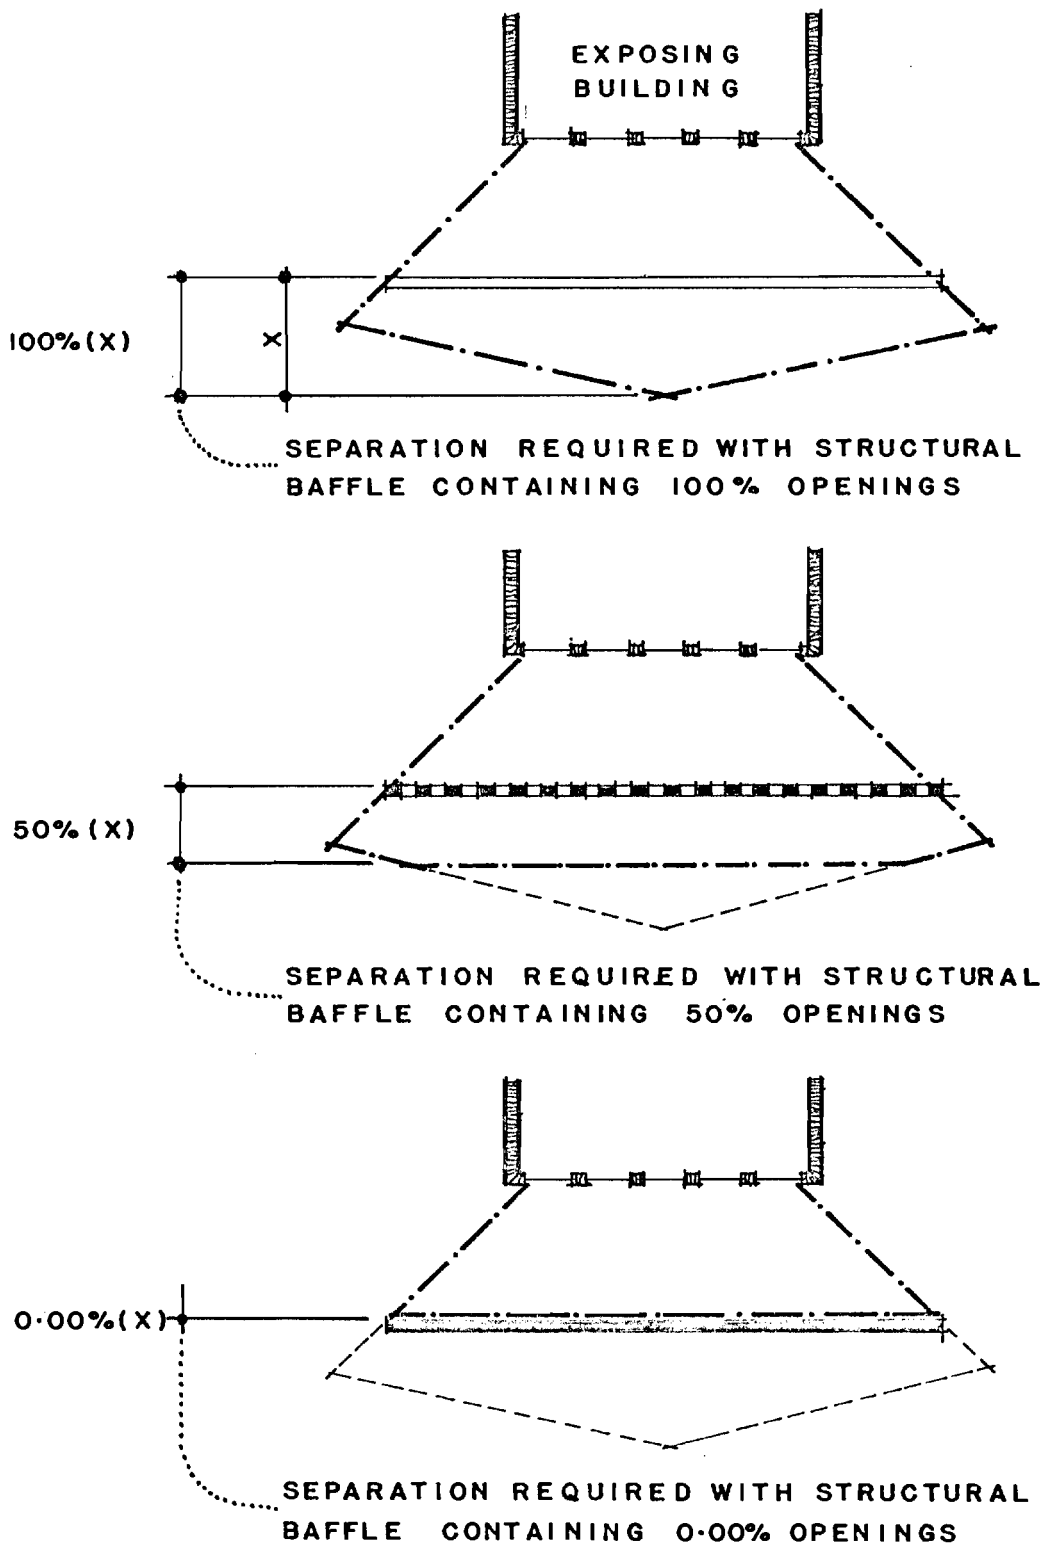 EXPOSING
BUILDING
100%(X)
X
SEPARATION REQUIRED WITH STRUCTURAL
BAFFLE CONTAINING 100% OPENINGS
50%(X)
SEPARATION REQUIRED WITH STRUCTURAL
BAFFLE CONTAINING 50% OPENINGS
0·00%(X)
SEPARATION REQUIRED WITH STRUCTURAL
BAFFLE CONTAINING 0·00% OPENINGS